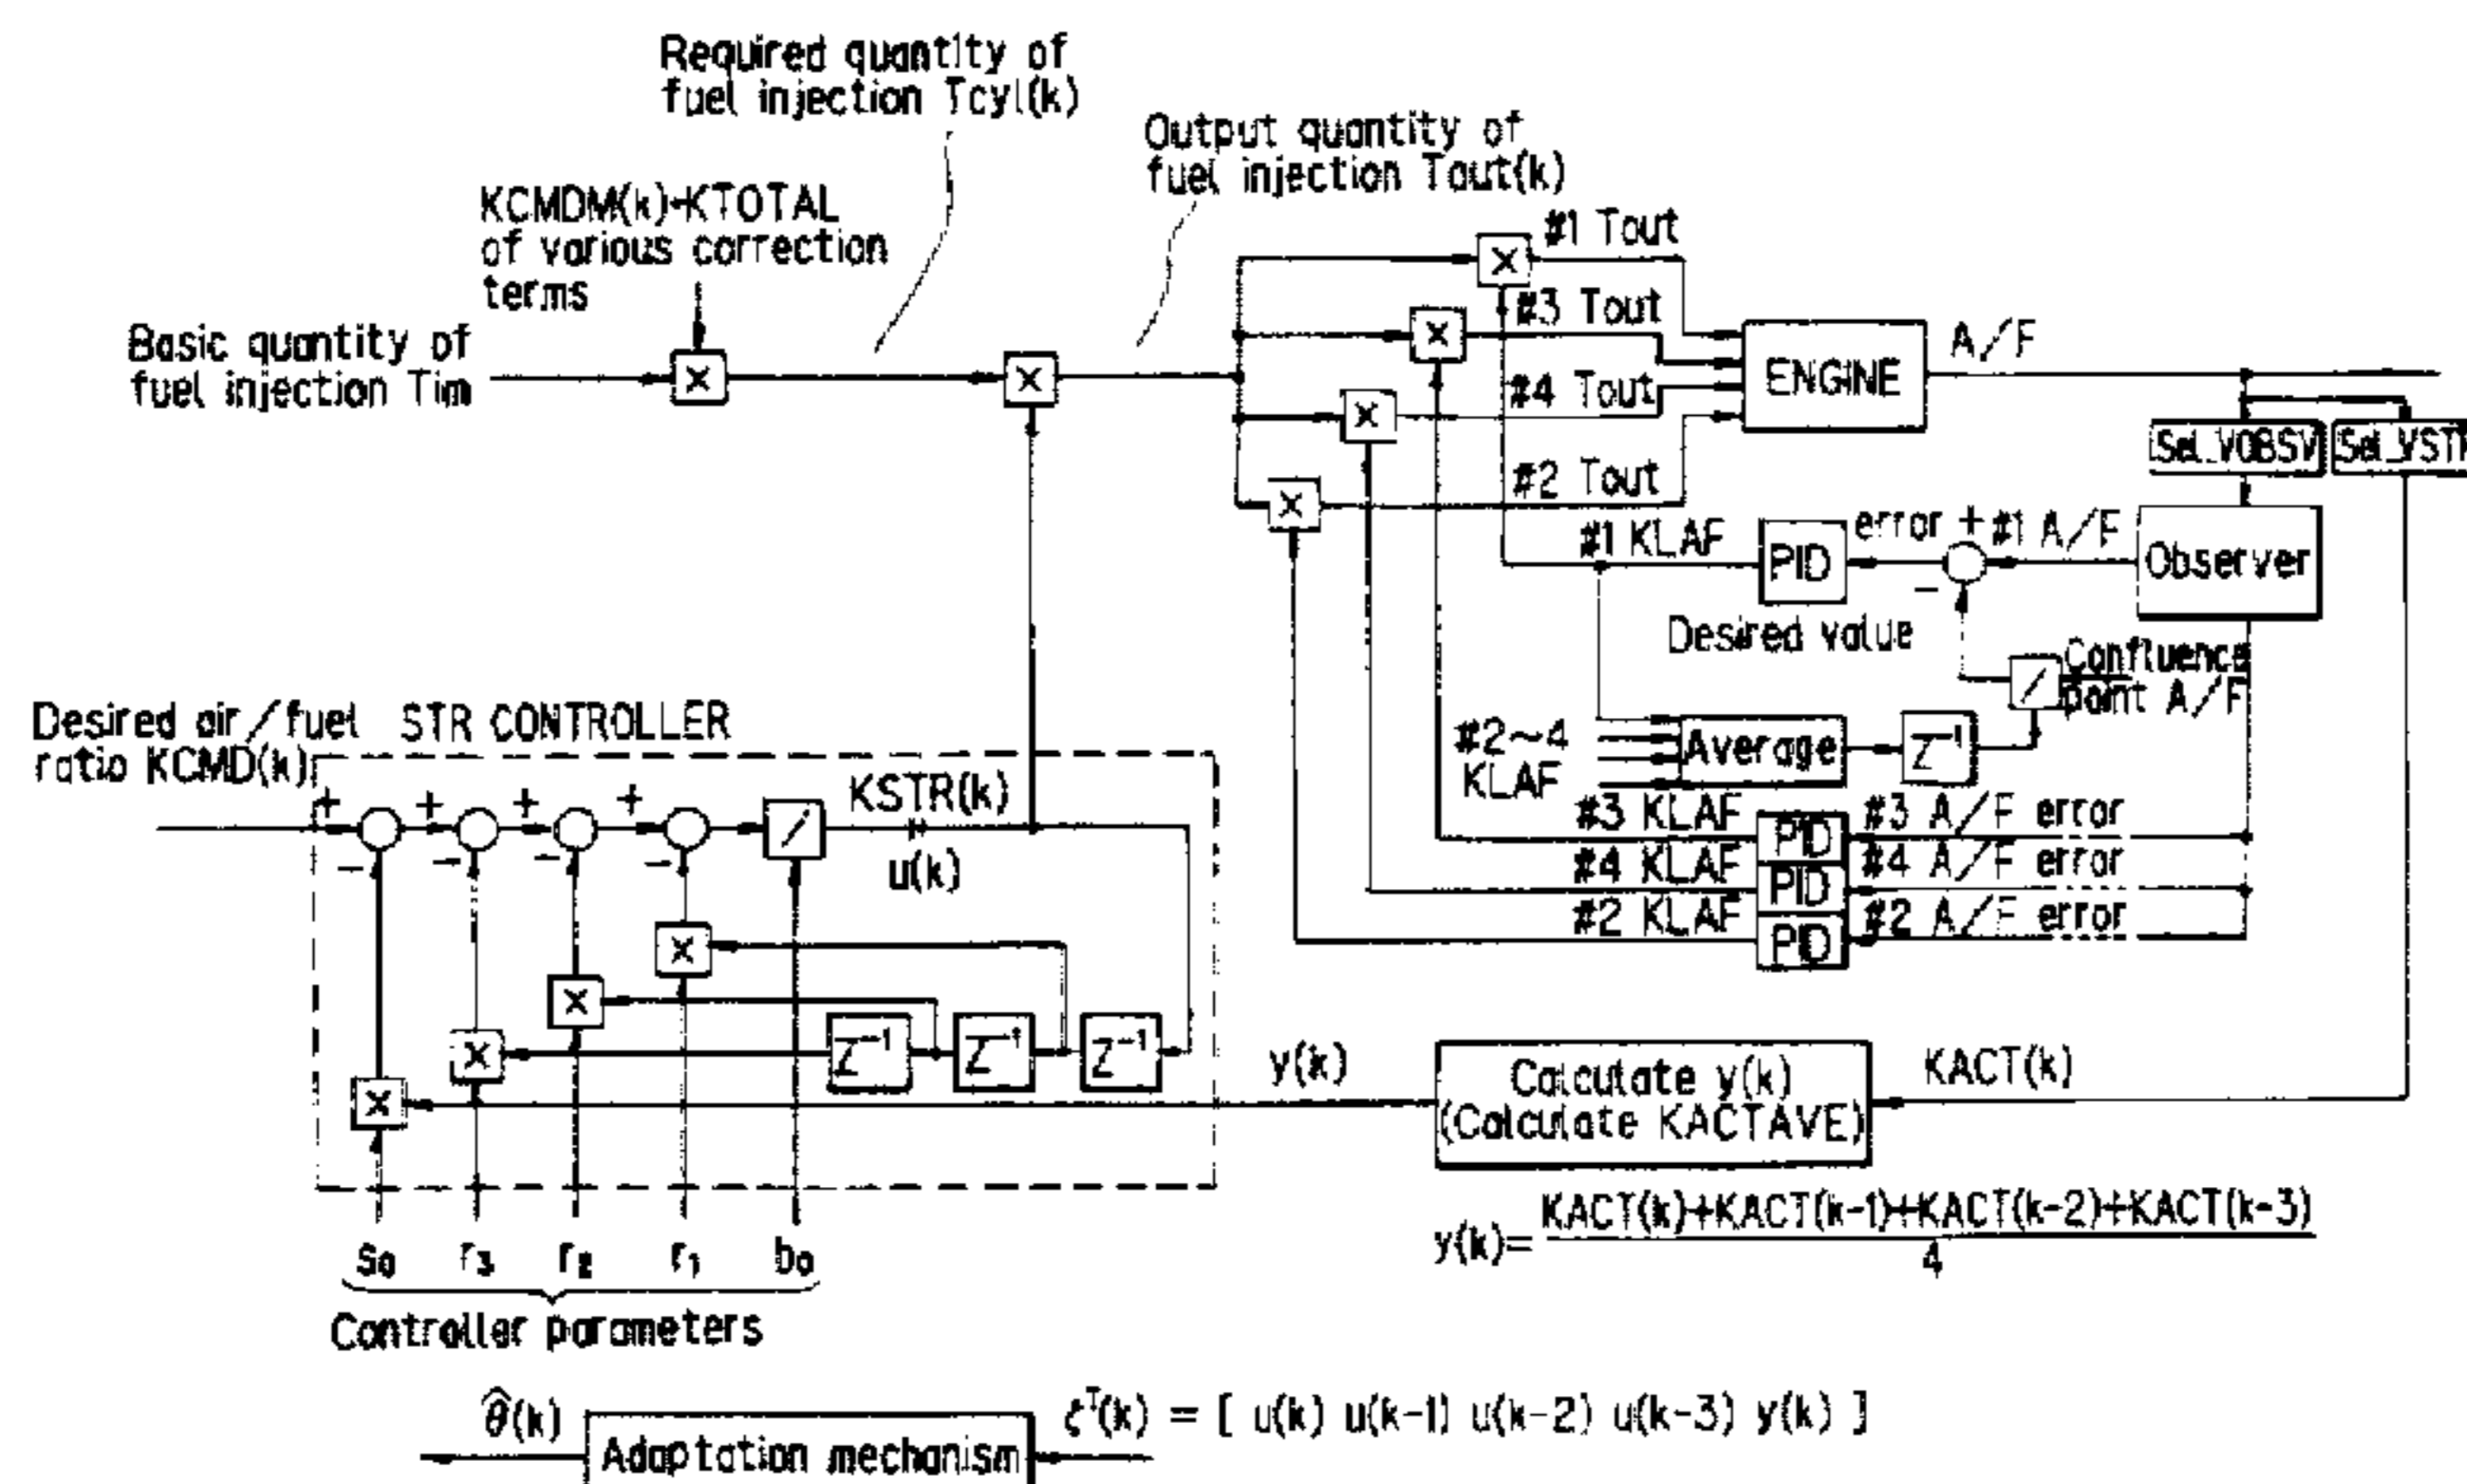 Required quantity of
fuel injection Tcyl(k)
Output quantity of
fuel injection Tout(k)
KCMDM(k)•KTOTAL
of various correction
terms
Basic quantity of
fuel injection Tim
×
×
×
×
×
×
#1 Tout
#3 Tout
#4 Tout
#2 Tout
ENGINE
A/F
Sel_VOBSV
#1 KLAF
PID
error
+
-
#1 A/F
Observer
Desired value
Confluence
point A/F
/
#2~4
KLAF
Average
Z⁻¹
#3 KLAF
PID
#3 A/F error
#4 KLAF
PID
#4 A/F error
#2 KLAF
PID
#2 A/F error
Desired air/fuel
ratio KCMD(k)
STR CONTROLLER
+ + + +
- - - -
/
KSTR(k)
u(k)
×
×
×
×
Z⁻¹ Z⁻¹ Z⁻¹
y(k)
Calculate y(k)
(Calculate KACTAVE)
KACT(k)
y(k)= KACT(k)+KACT(k-1)+KACT(k-2)+KACT(k-3)
4
s₀ r₃ r₂ r₁ b₀
Controller parameters
θ̂(k)
Adaptation mechanism
ζᵀ(k) = [ u(k) u(k-1) u(k-2) u(k-3) y(k) ]